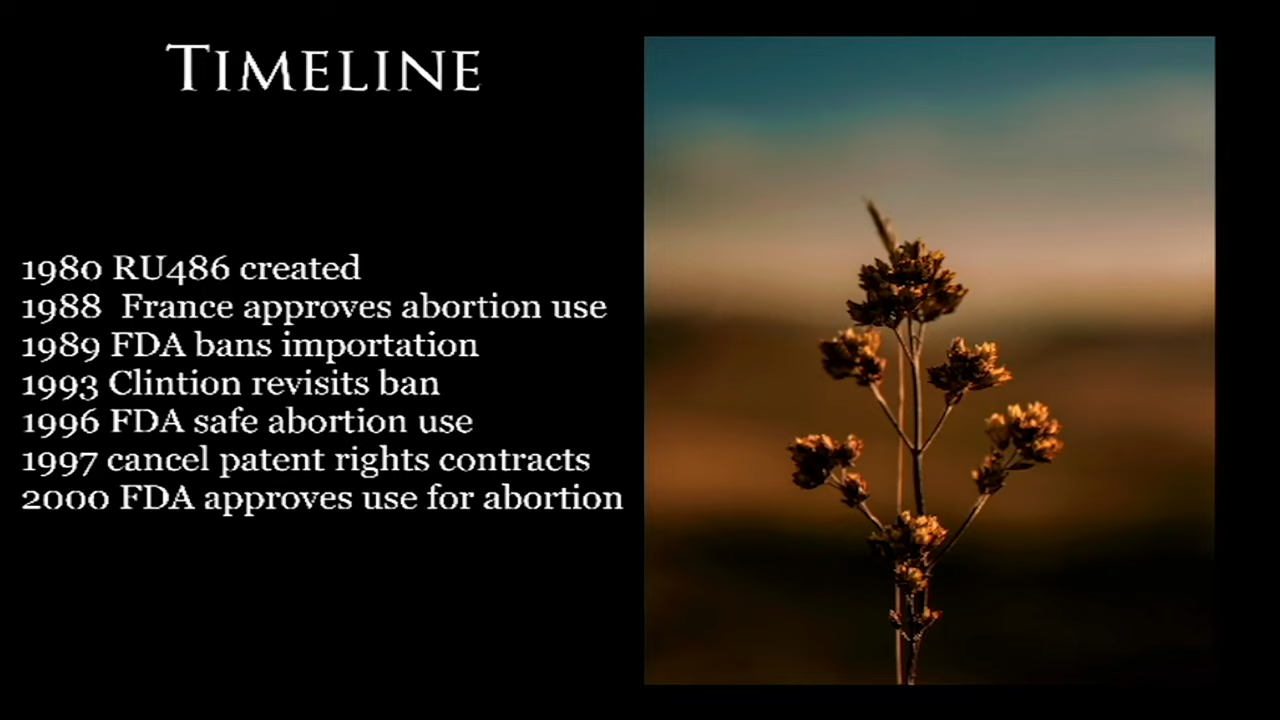 TIMELINE
1980 RU486 created
1988 France approves abortion use
1989 FDA bans importation
1993 Clintion revisits ban
1996 FDA safe abortion use
1997 cancel patent rights contracts
2000 FDA approves use for abortion